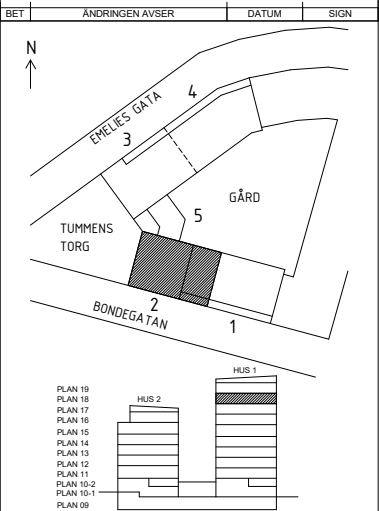 BET ÄNDRINGEN AVSER DATUM SIGN
N
EMELIES GATA
4
3
GÅRD
5
TUMMENS
TORG
2
BONDEGATAN
1
HUS 1
PLAN 19
PLAN 18
HUS 2
PLAN 17
PLAN 16
PLAN 15
PLAN 14
PLAN 13
PLAN 12
PLAN 11
PLAN 10-2
PLAN 10-1
PLAN 09